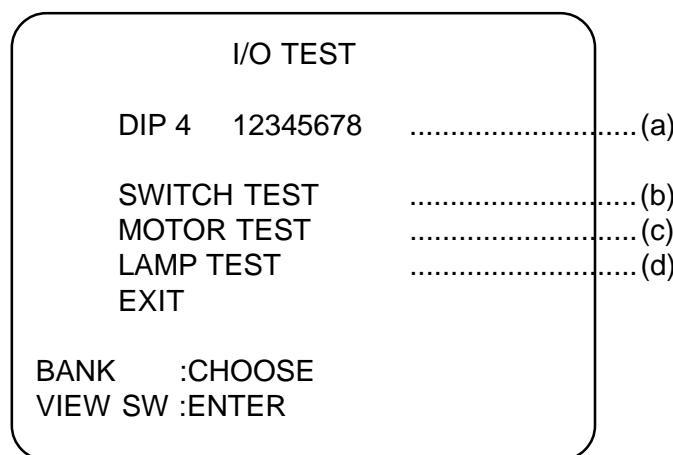 I/O TEST
DIP 4 12345678 ............................(a)
SWITCH TEST ............................(b)
MOTOR TEST ............................(c)
LAMP TEST ............................(d)
EXIT
BANK :CHOOSE
VIEW SW :ENTER